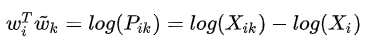 $w_i^T \tilde{w}_k = log(P_{ik}) = log(X_{ik}) - log(X_i)$